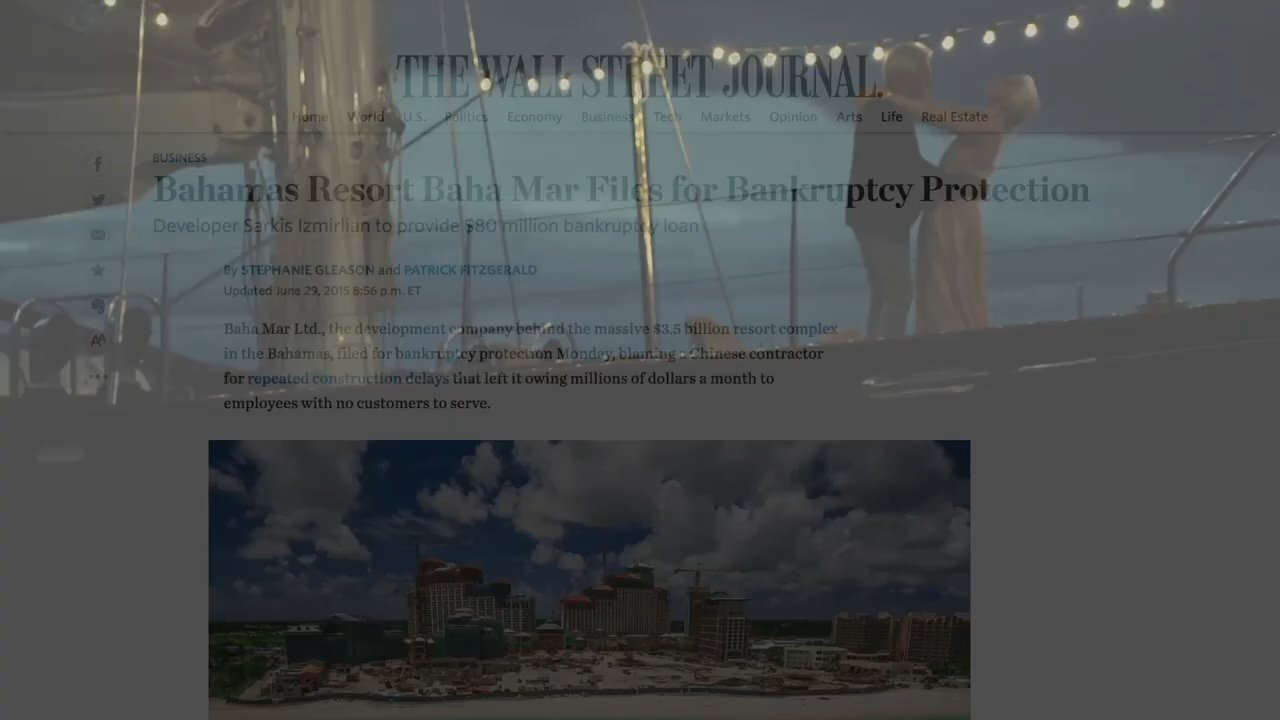 THE WALL STREET JOURNAL.
Home World U.S. Politics Economy Business Tech Markets Opinion Arts Life Real Estate
BUSINESS
Bahamas Resort Baha Mar Files for Bankruptcy Protection
Developer Sarkis Izmirlian to provide $80 million bankruptcy loan
By STEPHANIE GLEASON and PATRICK FITZGERALD
Updated June 29, 2015 8:56 p.m. ET
Baha Mar Ltd., the development company behind the massive $3.5 billion resort complex
in the Bahamas, filed for bankruptcy protection Monday, blaming a Chinese contractor
for repeated construction delays that left it owing millions of dollars a month to
employees with no customers to serve.